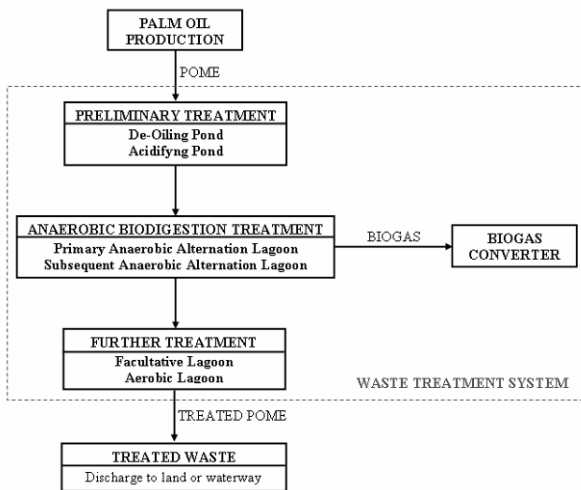 PALM OIL
PRODUCTION
POME
PRELIMINARY TREATMENT
De-Oiling Pond
Acidifyng Pond
ANAEROBIC BIODIGESTION TREATMENT
Primary Anaerobic Alternation Lagoon
Subsequent Anaerobic Alternation Lagoon
BIOGAS
BIOGAS
CONVERTER
FURTHER TREATMENT
Facultative Lagoon
Aerobic Lagoon
WASTE TREATMENT SYSTEM
TREATED POME
TREATED WASTE
Discharge to land or waterway